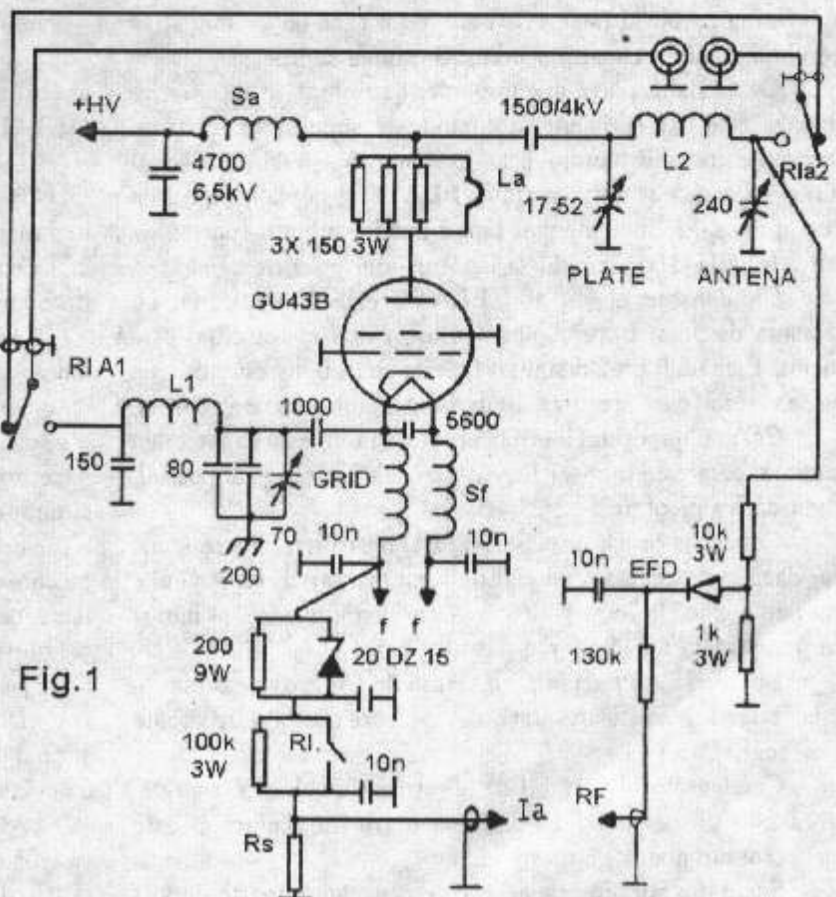 +HV
Sa
1500/4kV
4700
6,5kV
La
L2
Rla2
17-52
240
3X 150 3W
PLATE
ANTENA
GU43B
RI A1
L1
1000
5600
150
80
GRID
Sf
70
10n
10n
200
10n
EFD
10k
3W
f
f
200
9W
20 DZ 15
130k
1k
3W
Fig.1
100k
3W
Rl.
10n
Ia
RF
Rs